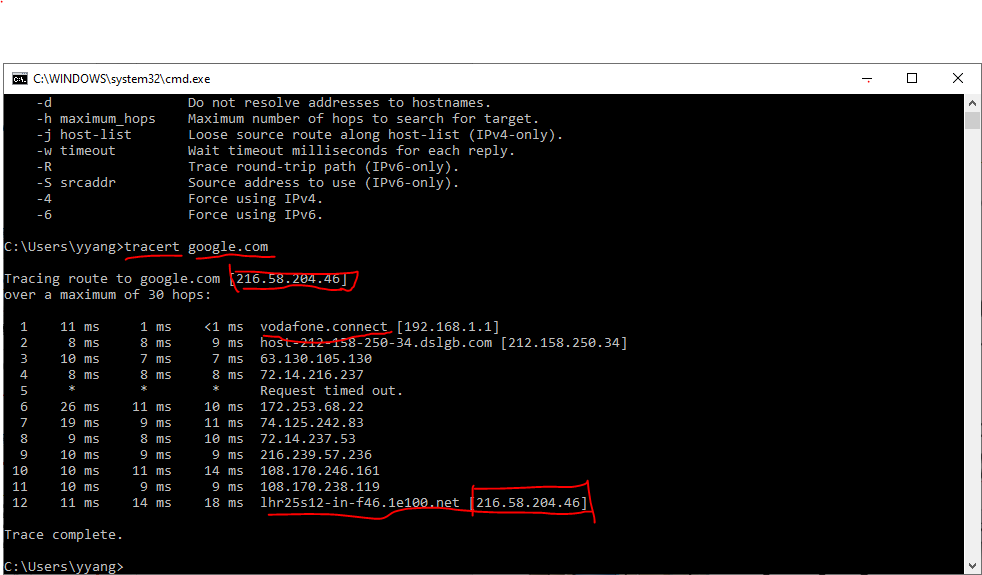 C:\WINDOWS\system32\cmd.exe
-d Do not resolve addresses to hostnames.
-h maximum_hops Maximum number of hops to search for target.
-j host-list Loose source route along host-list (IPv4-only).
-w timeout Wait timeout milliseconds for each reply.
-R Trace round-trip path (IPv6-only).
-S srcaddr Source address to use (IPv6-only).
-4 Force using IPv4.
-6 Force using IPv6.
C:\Users\yyang>tracert google.com
Tracing route to google.com [216.58.204.46]
over a maximum of 30 hops:
1 11 ms 1 ms <1 ms vodafone.connect [192.168.1.1]
2 8 ms 8 ms 9 ms host-212-158-250-34.dslgb.com [212.158.250.34]
3 10 ms 7 ms 7 ms 63.130.105.130
4 8 ms 8 ms 8 ms 72.14.216.237
5 * * * Request timed out.
6 26 ms 11 ms 10 ms 172.253.68.22
7 19 ms 9 ms 11 ms 74.125.242.83
8 9 ms 8 ms 10 ms 72.14.237.53
9 10 ms 9 ms 9 ms 216.239.57.236
10 10 ms 11 ms 14 ms 108.170.246.161
11 10 ms 9 ms 9 ms 108.170.238.119
12 11 ms 14 ms 18 ms lhr25s12-in-f46.1e100.net [216.58.204.46]
Trace complete.
C:\Users\yyang>